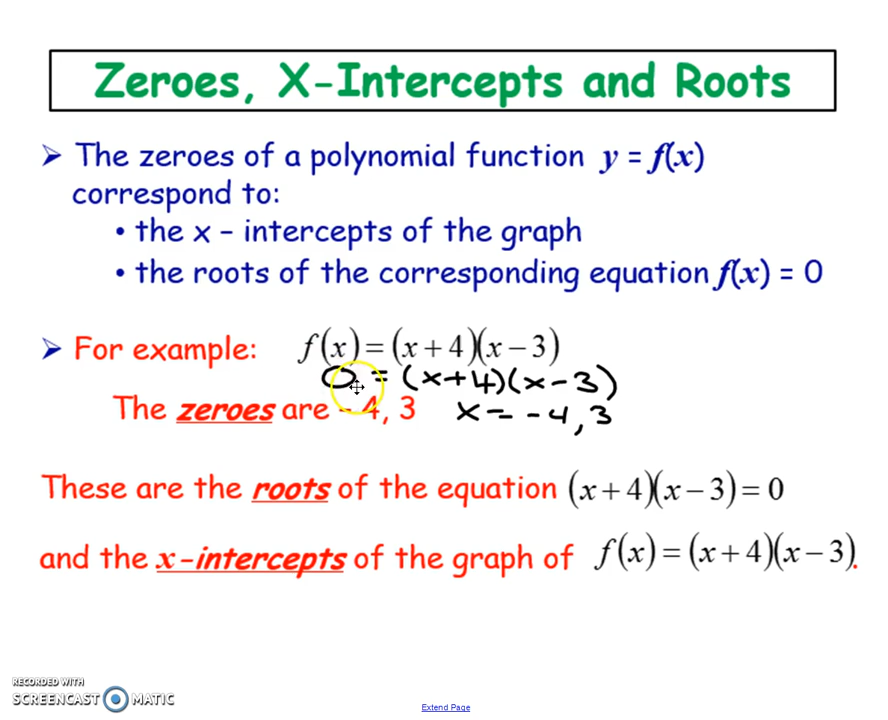 Zeroes, X-Intercepts and Roots
➢ The zeroes of a polynomial function y = f(x)
correspond to:
• the x – intercepts of the graph
• the roots of the corresponding equation f(x) = 0
➢ For example: f(x) = (x + 4)(x − 3)
0 = (x+4)(x−3)
The zeroes are - 4, 3 x = -4, 3
These are the roots of the equation (x + 4)(x − 3) = 0
and the x-intercepts of the graph of f(x) = (x + 4)(x − 3).
RECORDED WITH
SCREENCAST MATIC
Extend Page